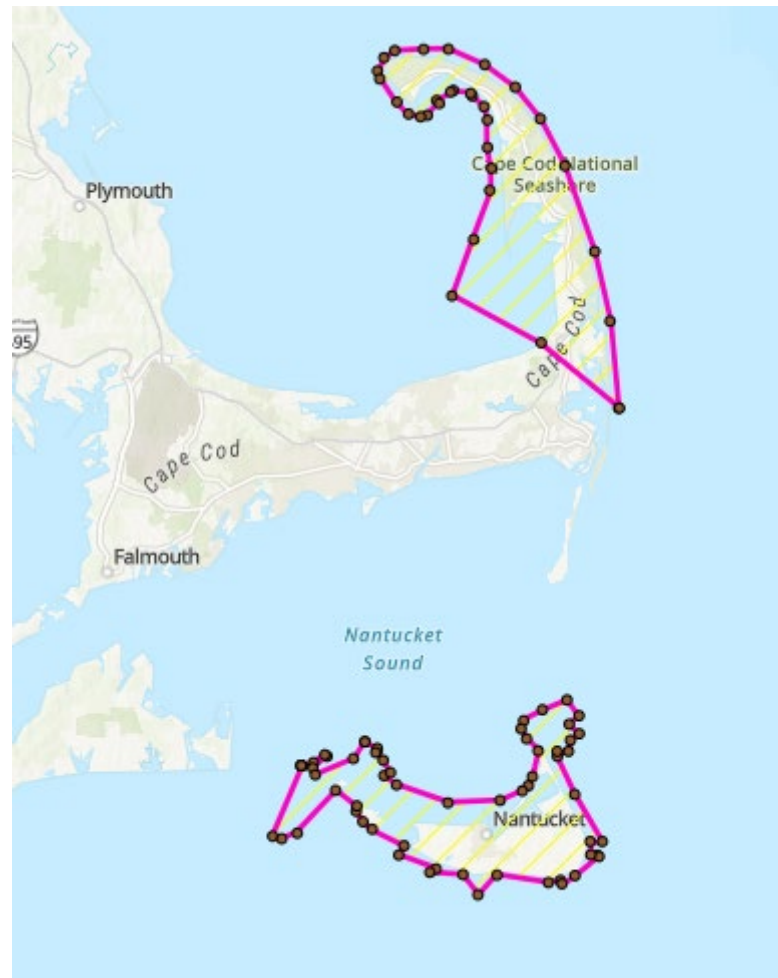 Cape Cod National
Seashore
Plymouth
95
Cape Cod
Cape Cod
Falmouth
Nantucket
Sound
Nantucket